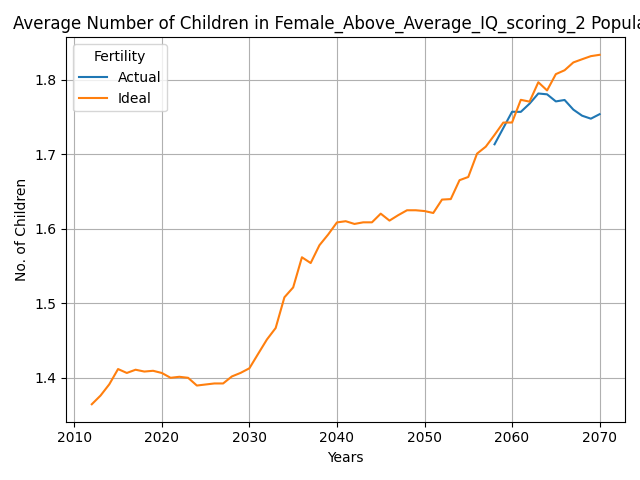 Average Number of Children in Female_Above_Average_IQ_scoring_2 Popula
Fertility
Actual
Ideal
1.8
1.7
1.6
1.5
1.4
No. of Children
2010 2020 2030 2040 2050 2060 2070
Years